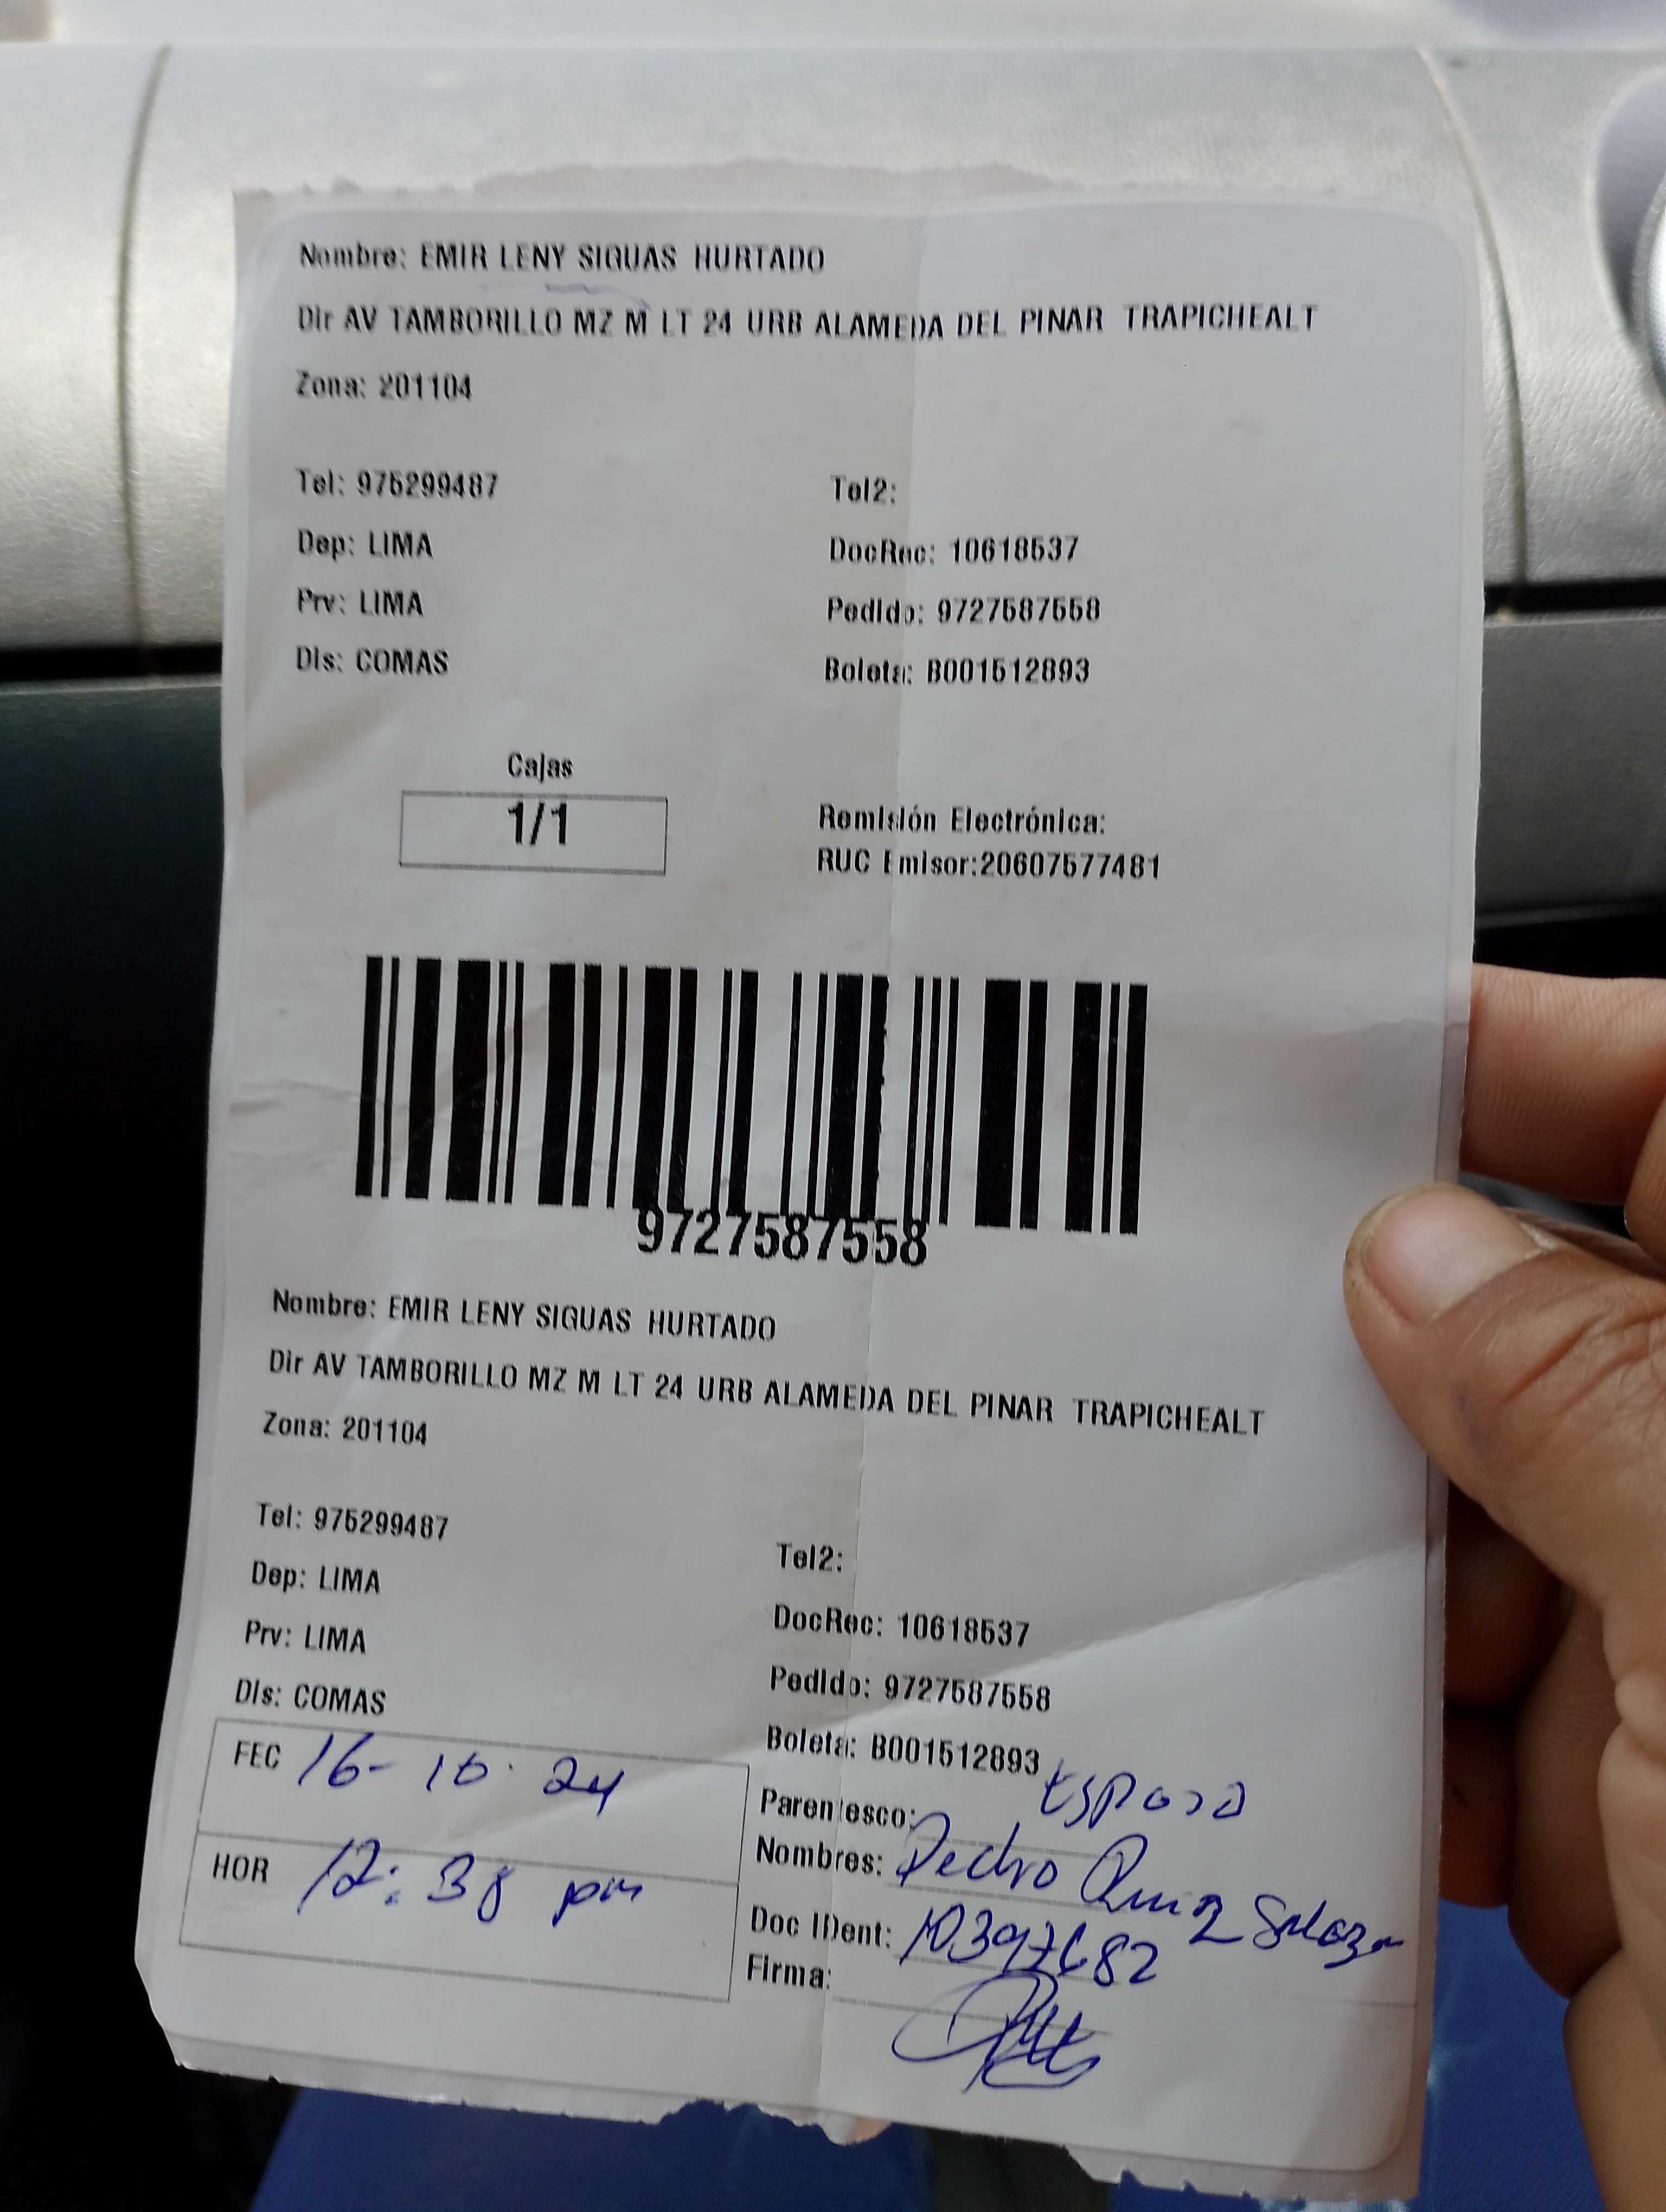 Nombre: EMIR LENY SIGUAS HURTADO
Dir AV TAMBORILLO MZ M LT 24 URB ALAMEDA DEL PINAR TRAPICHEALT
Zona: 201104
Tel: 975299487 Tel2:
Dep: LIMA DocRec: 10618537
Prv: LIMA Pedido: 9727587558
Dis: COMAS Boleta: B001512893
Cajas
1/1
Remisión Electrónica:
RUC Emisor:20607577481
9727587558
Nombre: EMIR LENY SIGUAS HURTADO
Dir AV TAMBORILLO MZ M LT 24 URB ALAMEDA DEL PINAR TRAPICHEALT
Zona: 201104
Tel: 975299487 Tel2:
Dep: LIMA DocRec: 10618537
Prv: LIMA Pedido: 9727587558
Dis: COMAS Boleta: B001512893
FEC 16-10-24 Parentesco: Esposo
HOR 12:38 pm Nombres: Pedro Ruiz
Doc IDent: 10397682
Firma: